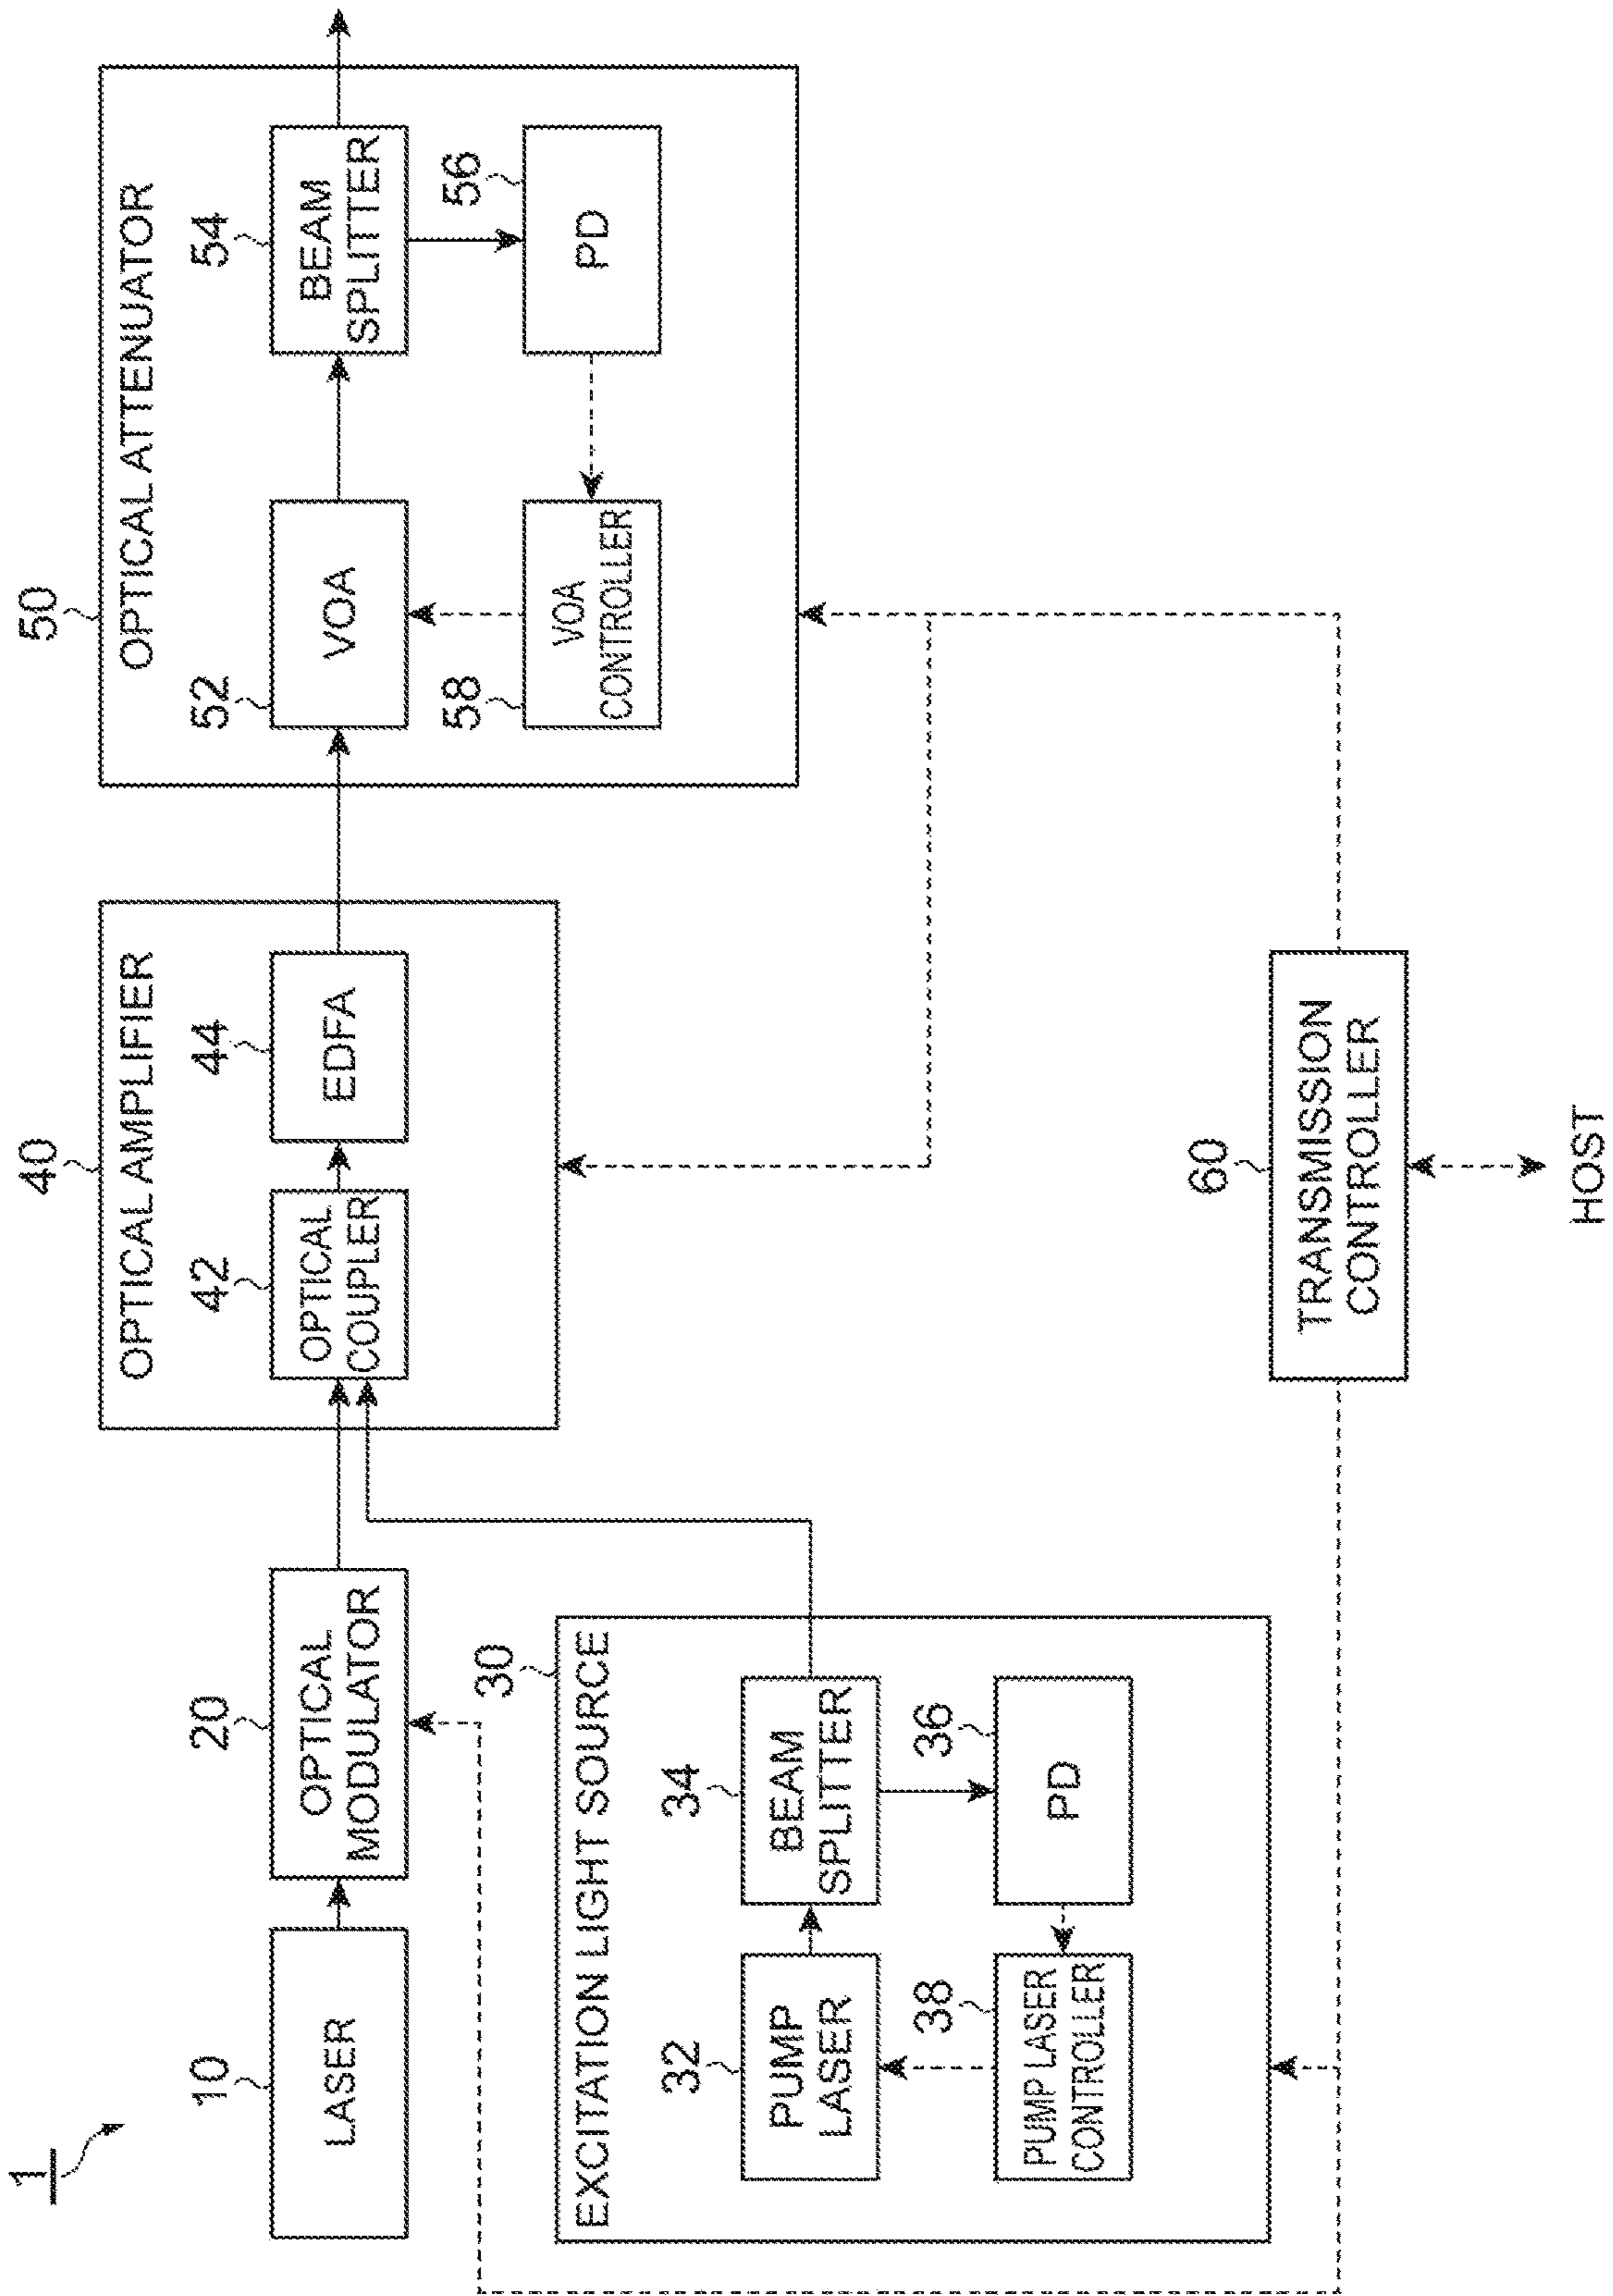 1
10
LASER
20
OPTICAL
MODULATOR
40
OPTICAL AMPLIFIER
42
OPTICAL
COUPLER
44
EDFA
50
OPTICAL ATTENUATOR
52
VOA
54
BEAM
SPLITTER
58
VOA
CONTROLLER
56
PD
30
EXCITATION LIGHT SOURCE
32
PUMP
LASER
34
BEAM
SPLITTER
38
PUMP LASER
CONTROLLER
36
PD
60
TRANSMISSION
CONTROLLER
HOST